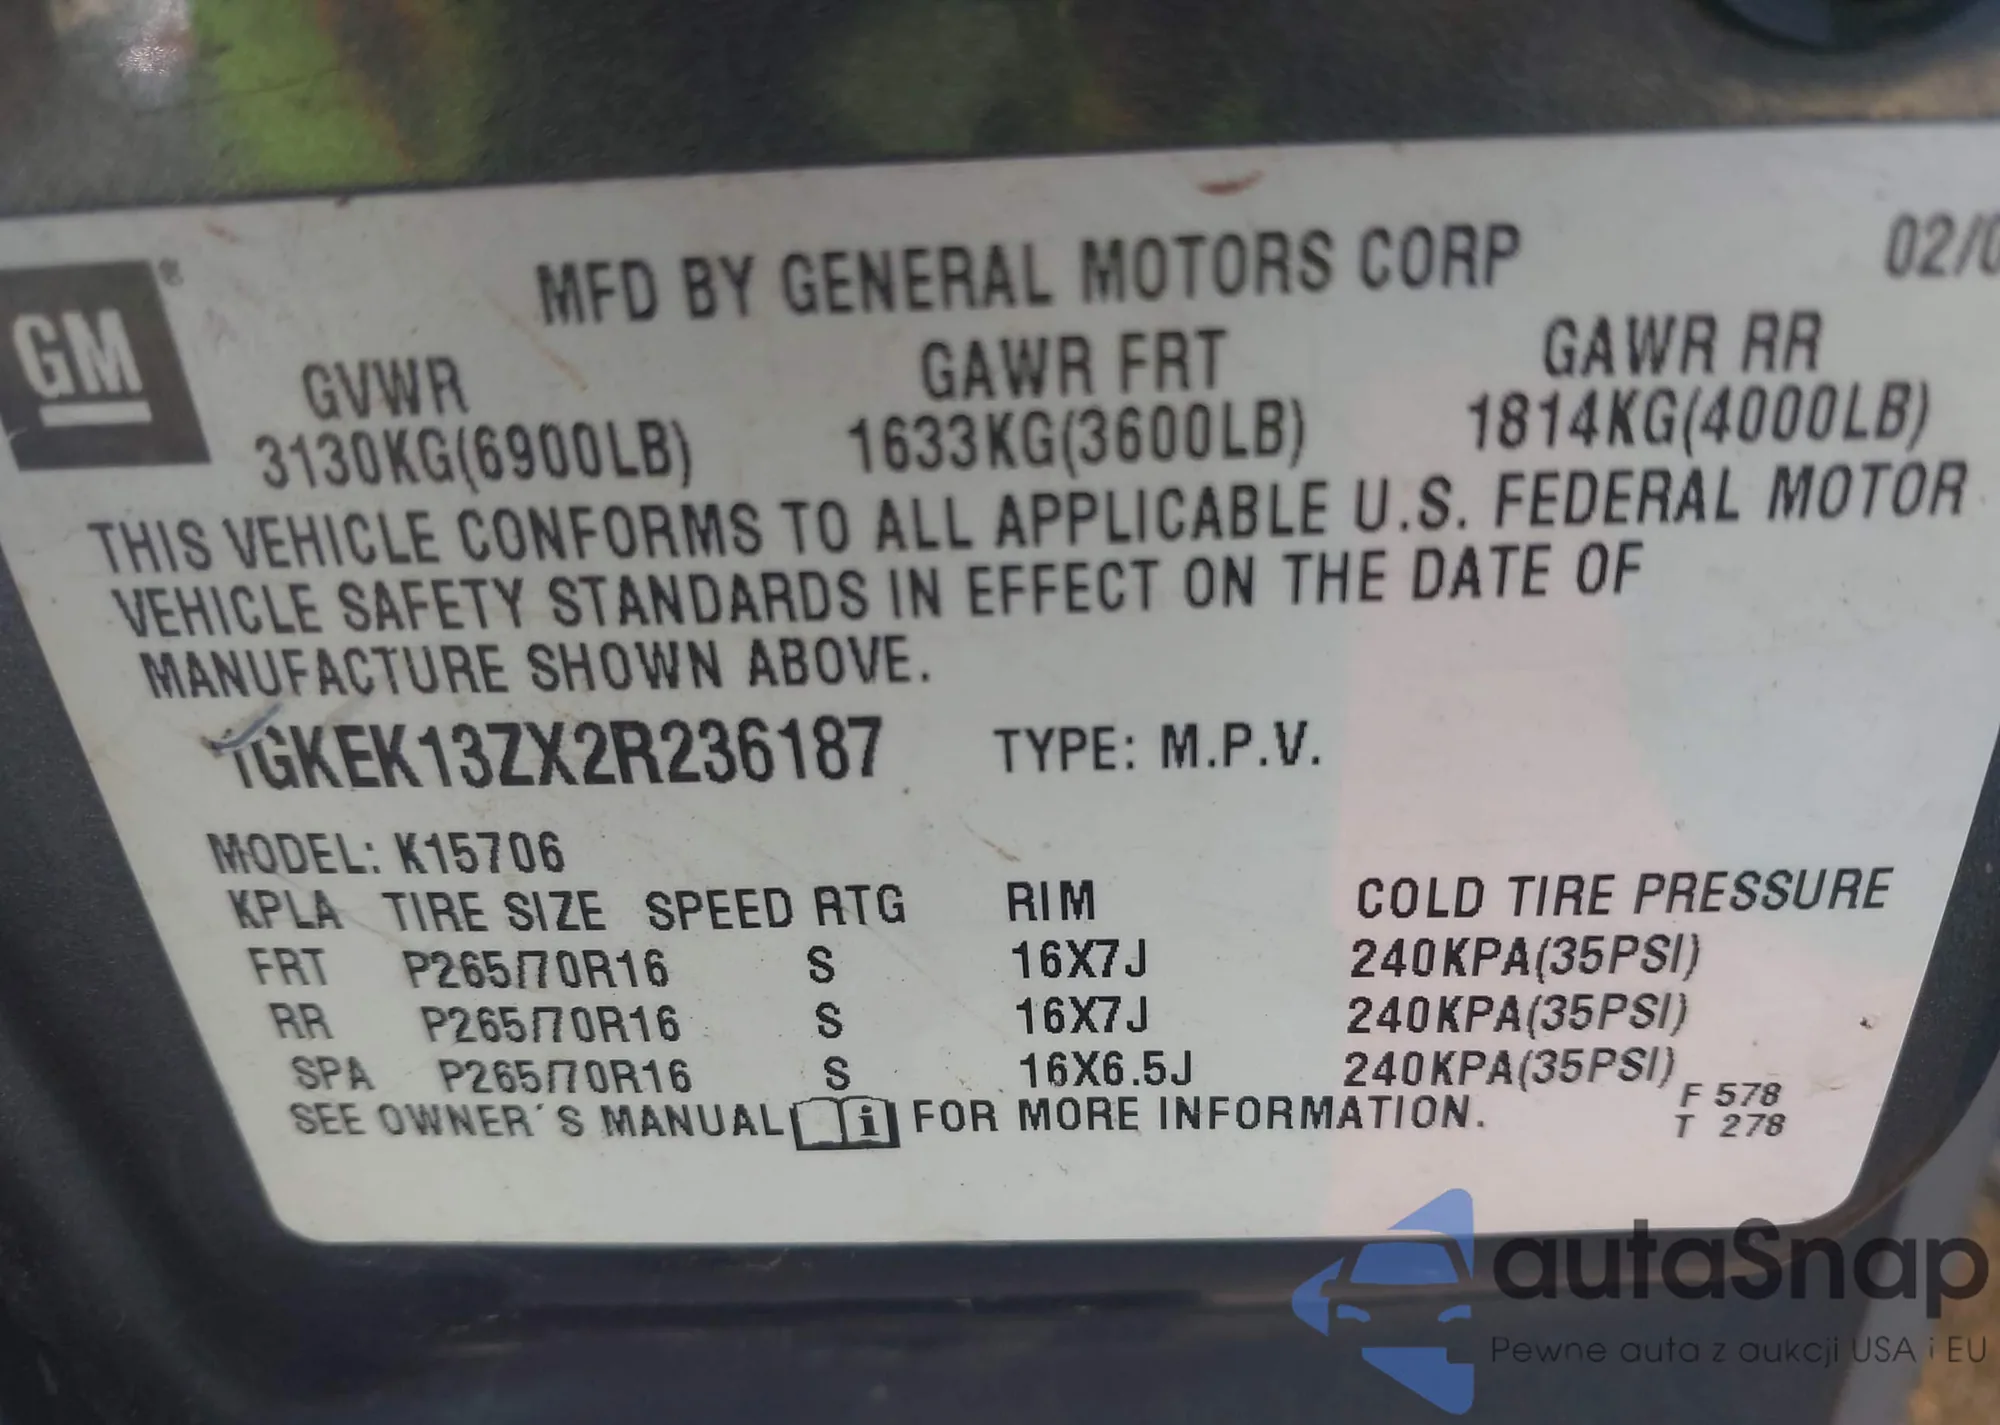 GM®
MFD BY GENERAL MOTORS CORP 02/0
GVWR GAWR FRT GAWR RR
3130KG(6900LB) 1633KG(3600LB) 1814KG(4000LB)
THIS VEHICLE CONFORMS TO ALL APPLICABLE U.S. FEDERAL MOTOR
VEHICLE SAFETY STANDARDS IN EFFECT ON THE DATE OF
MANUFACTURE SHOWN ABOVE.
1GKEK13ZX2R236187 TYPE: M.P.V.
MODEL: K15706
KPLA TIRE SIZE SPEED RTG RIM COLD TIRE PRESSURE
FRT P265/70R16 S 16X7J 240KPA(35PSI)
RR P265/70R16 S 16X7J 240KPA(35PSI)
SPA P265/70R16 S 16X6.5J 240KPA(35PSI)
SEE OWNER´S MANUAL i FOR MORE INFORMATION.
F 578
T 278
autaSnap
Pewne auta z aukcji USA i EU